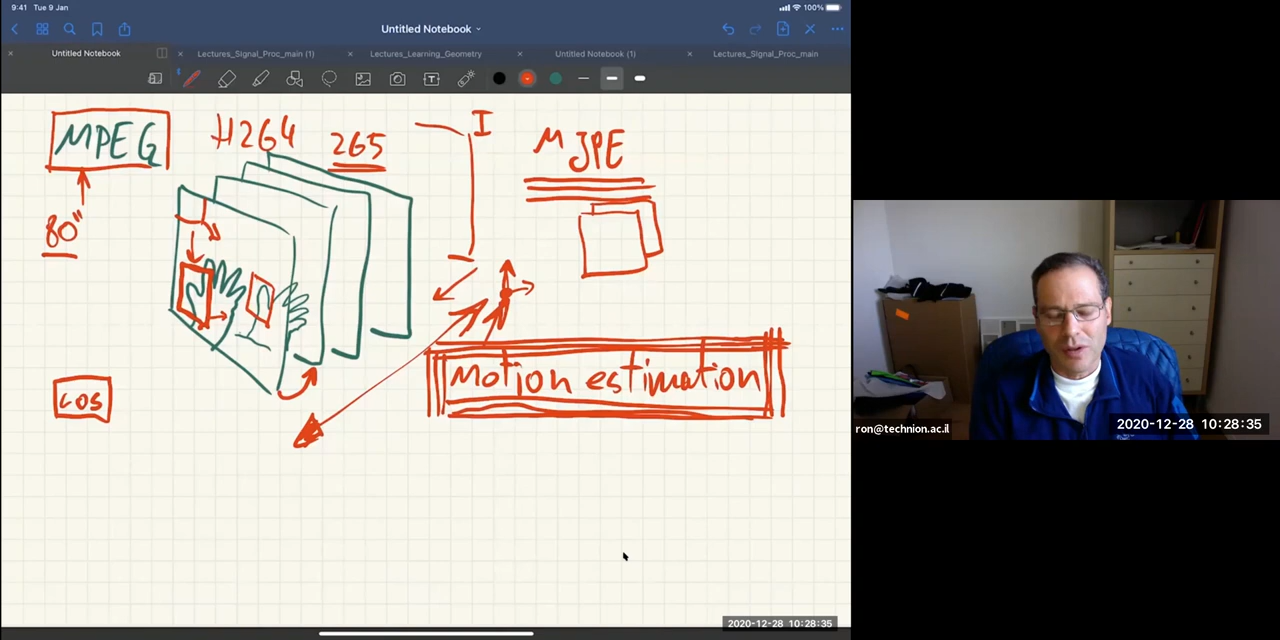 9:41 Tue 9 Jan
100%
Untitled Notebook
Untitled Notebook
Lectures_Signal_Proc_main (1)
Lectures_Learning_Geometry
Untitled Notebook (1)
Lectures_Signal_Proc_main
T
MPEG
H264
265
I
MJPE
80"
Motion estimation
cos
ron@technion.ac.il
2020-12-28 10:28:35
2020-12-28 10:28:35